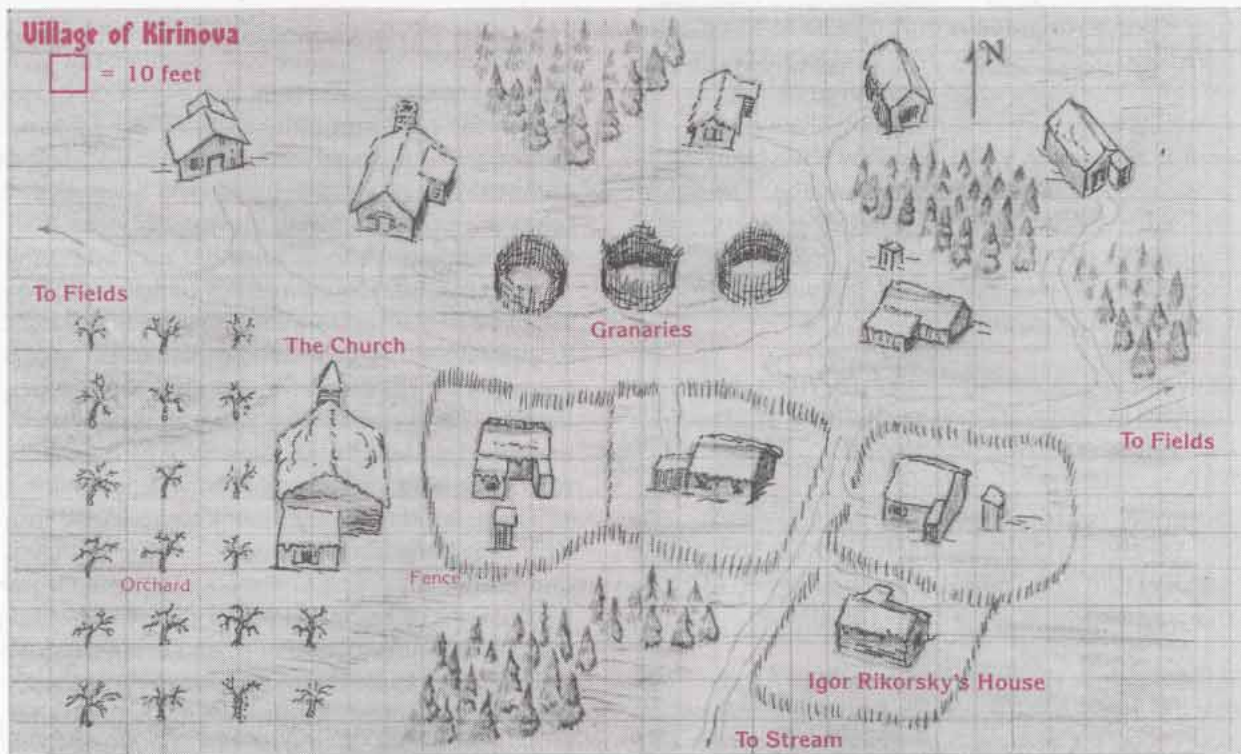 Village of Kirinova
= 10 feet
N
To Fields
Granaries
The Church
To Fields
Orchard
Fence
Igor Rikorsky's House
To Stream